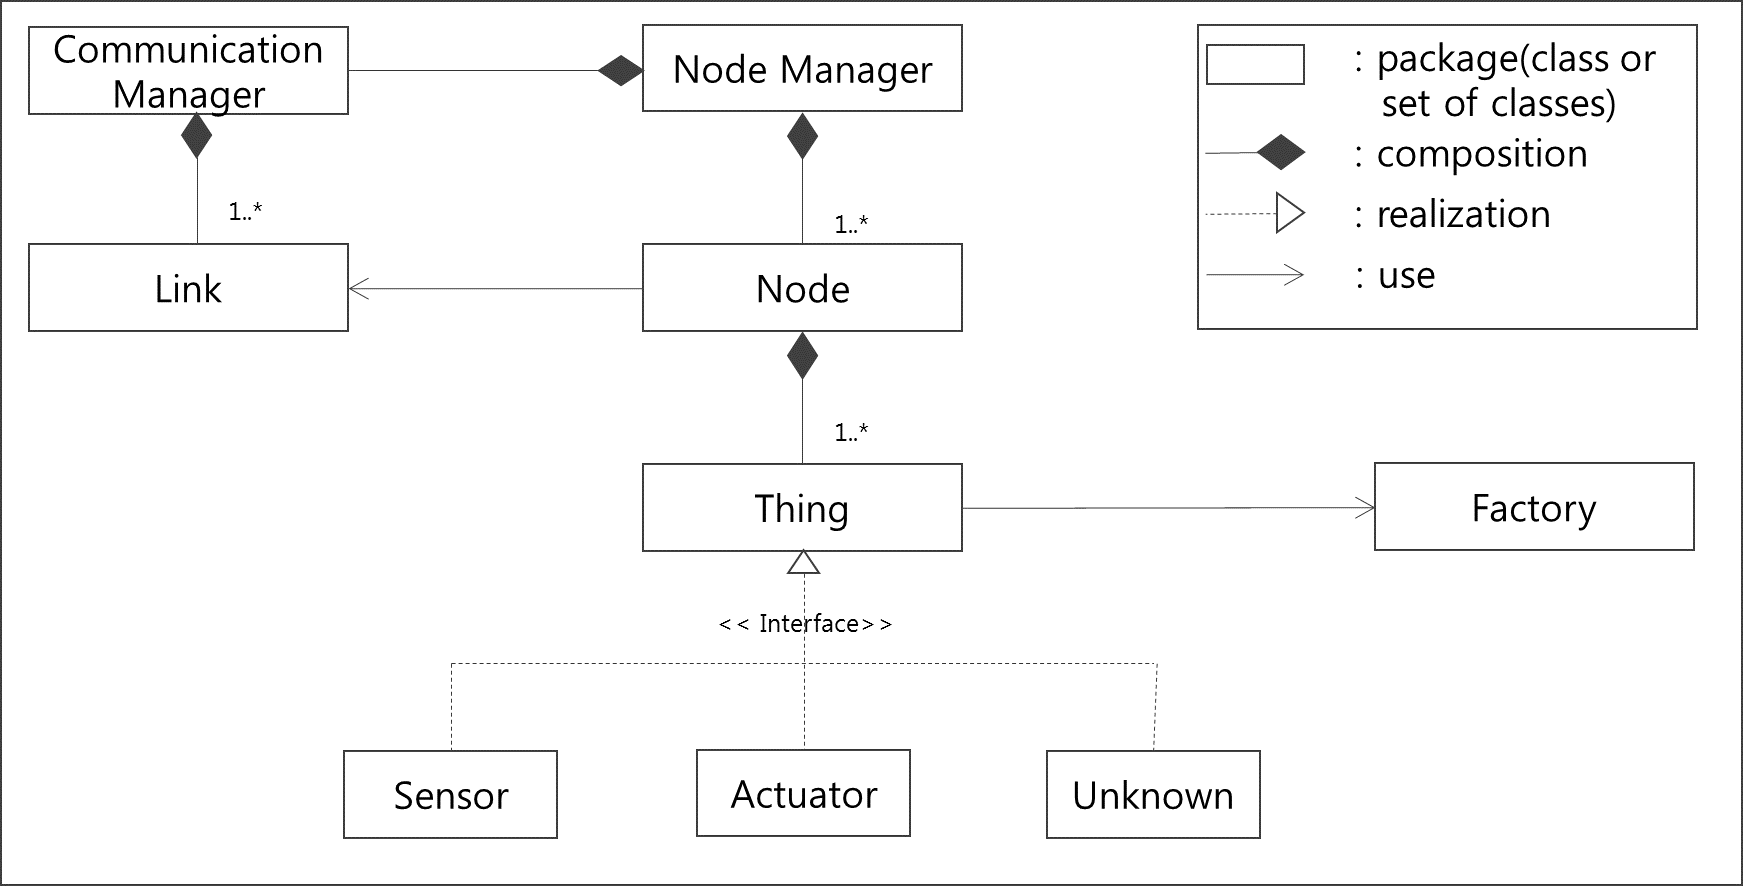 Communication
Manager
Node Manager
: package(class or
set of classes)
: composition
: realization
: use
1..*
1..*
Link
Node
1..*
Thing
Factory
<< Interface>>
Sensor
Actuator
Unknown